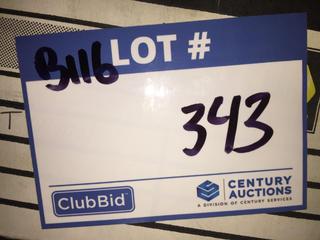 B116 LOT #
343
ClubBid
CENTURY
AUCTIONS
A DIVISION OF CENTURY SERVICES
T